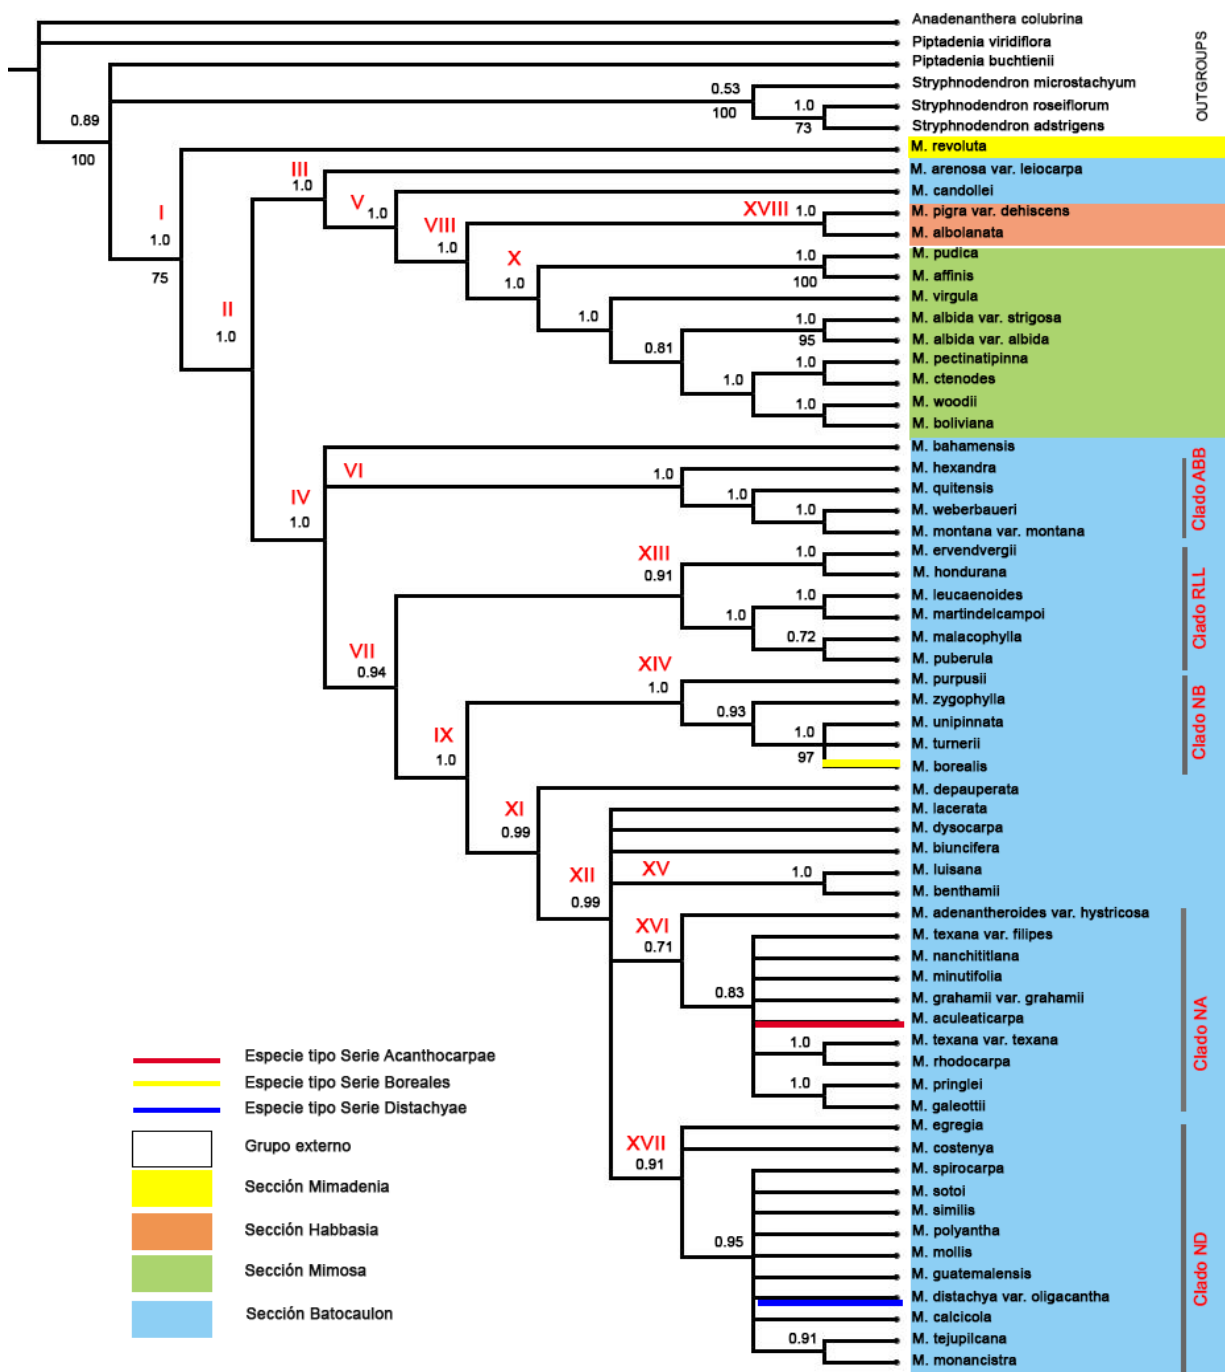 Anadenanthera colubrina
Piptadenia viridiflora
Piptadenia buchtienii
Stryphnodendron microstachyum
Stryphnodendron roseiflorum
Stryphnodendron adstrigens
OUTGROUPS
M. revoluta
M. arenosa var. leiocarpa
M. candollei
M. pigra var. dehiscens
M. albolanata
M. pudica
M. affinis
M. virgula
M. albida var. strigosa
M. albida var. albida
M. pectinatipinna
M. ctenodes
M. woodii
M. boliviana
M. bahamensis
M. hexandra
M. quitensis
M. weberbaueri
M. montana var. montana
Clado ABB
M. ervendvergii
M. hondurana
M. leucaenoides
M. martindelcampoi
M. malacophylla
M. puberula
Clado RLL
M. purpusii
M. zygophylla
M. unipinnata
M. turnerii
M. borealis
Clado NB
M. depauperata
M. lacerata
M. dysocarpa
M. biuncifera
M. luisana
M. benthamii
M. adenantheroides var. hystricosa
M. texana var. filipes
M. nanchititlana
M. minutifolia
M. grahamii var. grahamii
M. aculeaticarpa
M. texana var. texana
M. rhodocarpa
M. pringlei
M. galeottii
Clado NA
M. egregia
M. costenya
M. spirocarpa
M. sotoi
M. similis
M. polyantha
M. mollis
M. guatemalensis
M. distachya var. oligacantha
M. calcicola
M. tejupilcana
M. monancistra
Clado ND
0.53
100
1.0
73
0.89
100
I
1.0
75
II
1.0
III
1.0
V
1.0
VIII
1.0
XVIII
1.0
X
1.0
1.0
100
1.0
0.81
1.0
95
1.0
1.0
1.0
IV
1.0
VI
1.0
1.0
1.0
VII
0.94
XIII
0.91
1.0
1.0
1.0
0.72
IX
1.0
XIV
1.0
0.93
1.0
97
XI
0.99
XII
0.99
XV
1.0
XVI
0.71
0.83
1.0
1.0
XVII
0.91
0.95
0.91
Especie tipo Serie Acanthocarpae
Especie tipo Serie Boreales
Especie tipo Serie Distachyae
Grupo externo
Sección Mimadenia
Sección Habbasia
Sección Mimosa
Sección Batocaulon